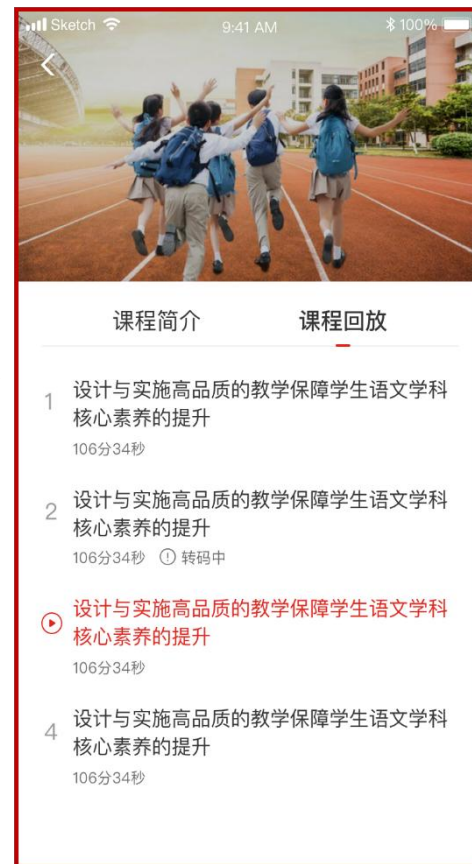 Sketch
9:41 AM
100%
课程简介
课程回放
1
设计与实施高品质的教学保障学生语文学科
核心素养的提升
106分34秒
2
设计与实施高品质的教学保障学生语文学科
核心素养的提升
106分34秒 转码中
设计与实施高品质的教学保障学生语文学科
核心素养的提升
106分34秒
4
设计与实施高品质的教学保障学生语文学科
核心素养的提升
106分34秒